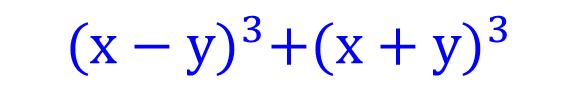 (x − y)³+(x + y)³